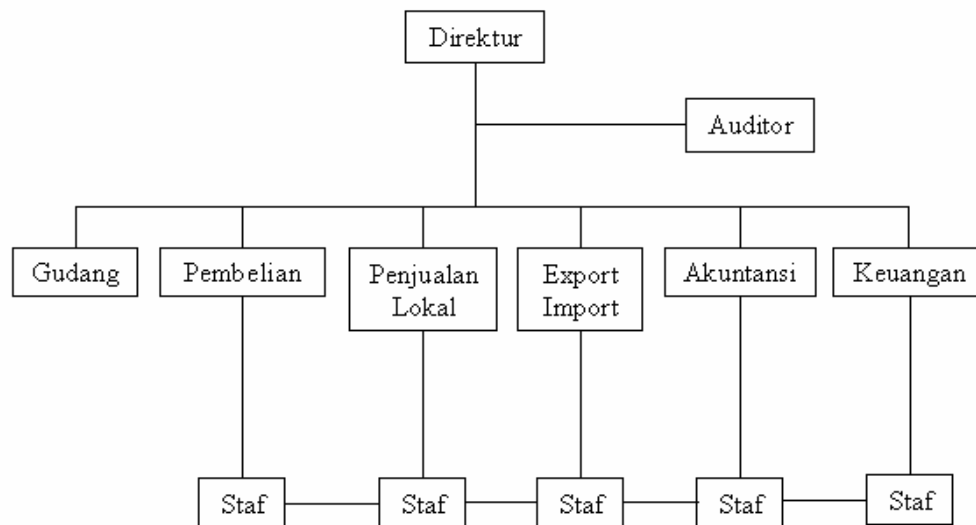 Direktur
Auditor
Gudang
Pembelian
Penjualan
Lokal
Export
Import
Akuntansi
Keuangan
Staf
Staf
Staf
Staf
Staf